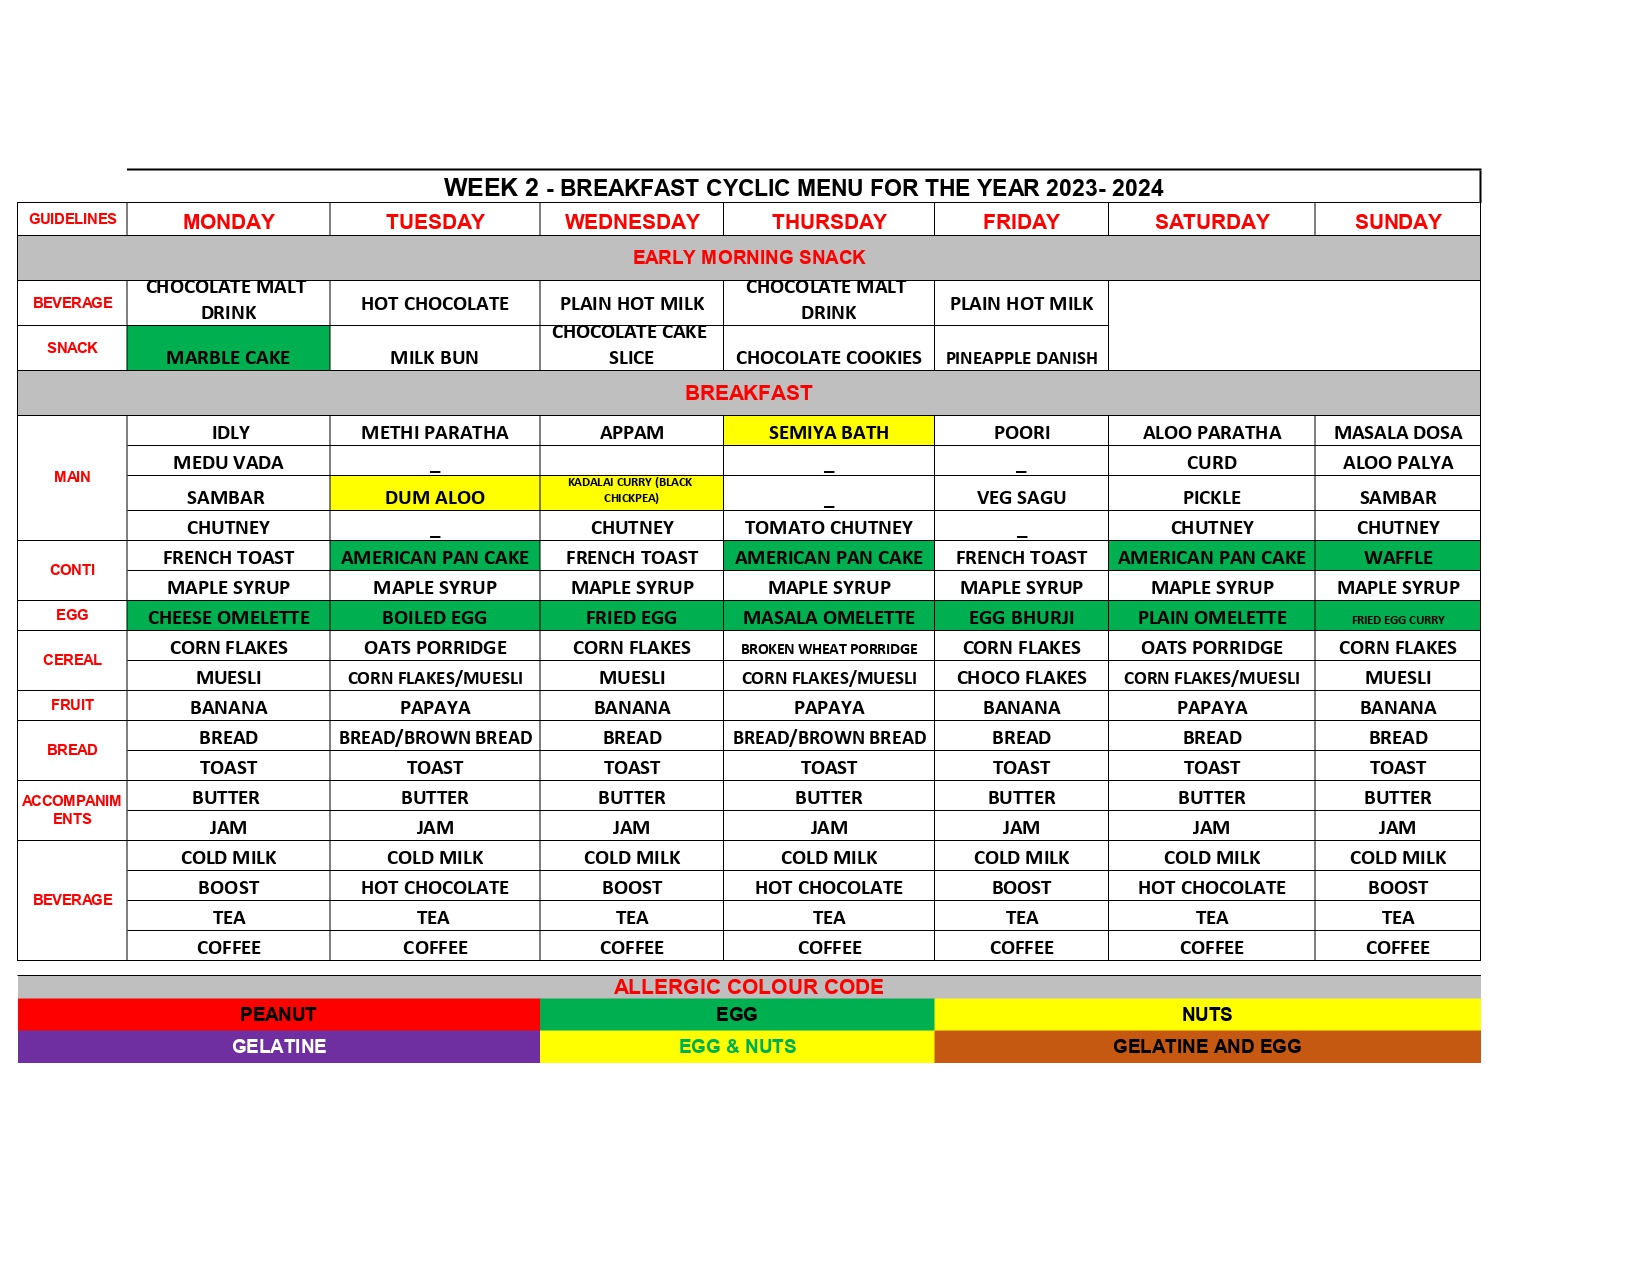 WEEK 2 - BREAKFAST CYCLIC MENU FOR THE YEAR 2023- 2024
GUIDELINES MONDAY TUESDAY WEDNESDAY THURSDAY FRIDAY SATURDAY SUNDAY
EARLY MORNING SNACK
BEVERAGE CHOCOLATE MALT DRINK HOT CHOCOLATE PLAIN HOT MILK CHOCOLATE MALT DRINK PLAIN HOT MILK
SNACK MARBLE CAKE MILK BUN CHOCOLATE CAKE SLICE CHOCOLATE COOKIES PINEAPPLE DANISH
BREAKFAST
MAIN
IDLY METHI PARATHA APPAM SEMIYA BATH POORI ALOO PARATHA MASALA DOSA
MEDU VADA _ _ _ CURD ALOO PALYA
SAMBAR DUM ALOO KADALAI CURRY (BLACK CHICKPEA) _ VEG SAGU PICKLE SAMBAR
CHUTNEY _ CHUTNEY TOMATO CHUTNEY _ CHUTNEY CHUTNEY
CONTI
FRENCH TOAST AMERICAN PAN CAKE FRENCH TOAST AMERICAN PAN CAKE FRENCH TOAST AMERICAN PAN CAKE WAFFLE
MAPLE SYRUP MAPLE SYRUP MAPLE SYRUP MAPLE SYRUP MAPLE SYRUP MAPLE SYRUP MAPLE SYRUP
EGG CHEESE OMELETTE BOILED EGG FRIED EGG MASALA OMELETTE EGG BHURJI PLAIN OMELETTE FRIED EGG CURRY
CEREAL
CORN FLAKES OATS PORRIDGE CORN FLAKES BROKEN WHEAT PORRIDGE CORN FLAKES OATS PORRIDGE CORN FLAKES
MUESLI CORN FLAKES/MUESLI MUESLI CORN FLAKES/MUESLI CHOCO FLAKES CORN FLAKES/MUESLI MUESLI
FRUIT BANANA PAPAYA BANANA PAPAYA BANANA PAPAYA BANANA
BREAD
BREAD BREAD/BROWN BREAD BREAD BREAD/BROWN BREAD BREAD BREAD BREAD
TOAST TOAST TOAST TOAST TOAST TOAST TOAST
ACCOMPANIM
ENTS
BUTTER BUTTER BUTTER BUTTER BUTTER BUTTER BUTTER
JAM JAM JAM JAM JAM JAM JAM
BEVERAGE
COLD MILK COLD MILK COLD MILK COLD MILK COLD MILK COLD MILK COLD MILK
BOOST HOT CHOCOLATE BOOST HOT CHOCOLATE BOOST HOT CHOCOLATE BOOST
TEA TEA TEA TEA TEA TEA TEA
COFFEE COFFEE COFFEE COFFEE COFFEE COFFEE COFFEE
ALLERGIC COLOUR CODE
PEANUT EGG NUTS
GELATINE EGG & NUTS GELATINE AND EGG